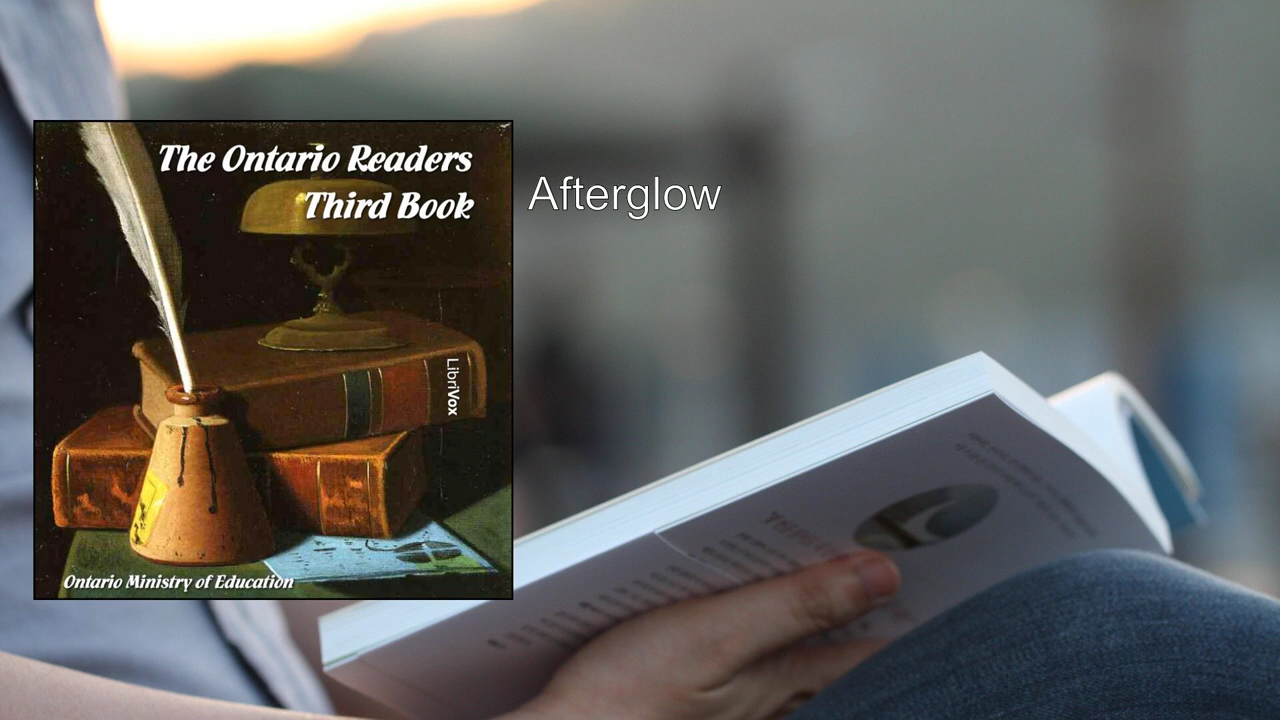 The Ontario Readers
Third Book
Afterglow
LibriVox
Ontario Ministry of Education